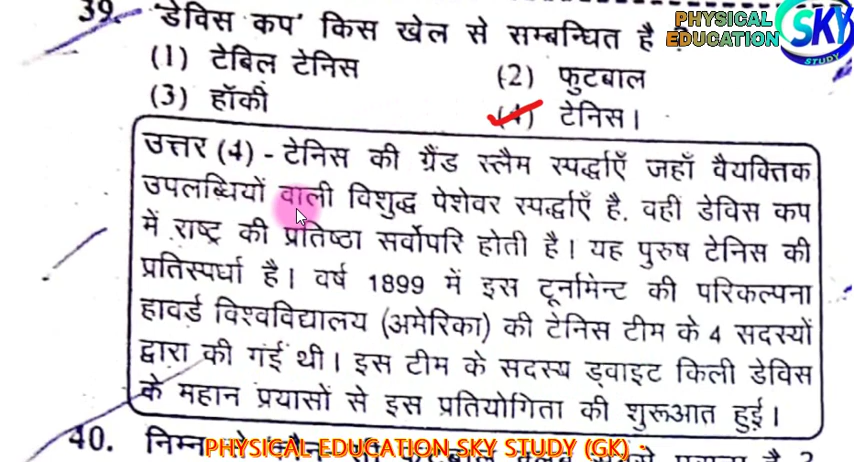 39. 'डेविस कप' किस खेल से सम्बन्धित है
PHYSICAL EDUCATION
SKY STUDY
(1) टेबिल टेनिस
(2) फुटबाल
(3) हॉकी
(4) टेनिस।
उत्तर (4) - टेनिस की ग्रैंड स्लैम स्पर्द्धाएँ जहाँ वैयक्तिक
उपलब्धियों वाली विशुद्ध पेशेवर स्पर्द्धाएँ है, वहीं डेविस कप
में राष्ट्र की प्रतिष्ठा सर्वोपरि होती है। यह पुरुष टेनिस की
प्रतिस्पर्धा है। वर्ष 1899 में इस टूर्नामेन्ट की परिकल्पना
हावर्ड विश्वविद्यालय (अमेरिका) की टेनिस टीम के 4 सदस्यों
द्वारा की गई थी। इस टीम के सदस्य ड्वाइट किली डेविस
के महान प्रयासों से इस प्रतियोगिता की शुरूआत हुई।
40. निम्न
PHYSICAL EDUCATION SKY STUDY (GK) -